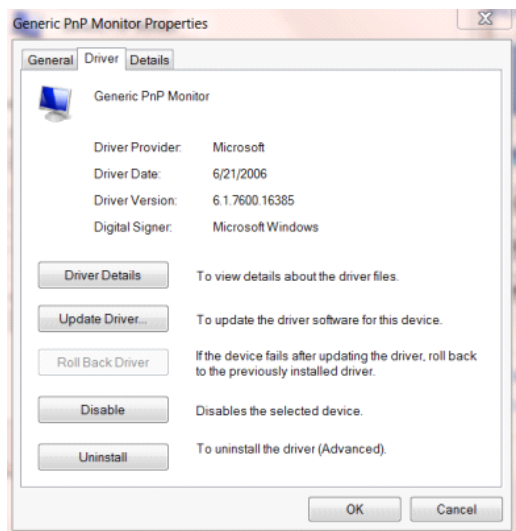 Generic PnP Monitor Properties
General Driver Details
Generic PnP Monitor
Driver Provider: Microsoft
Driver Date: 6/21/2006
Driver Version: 6.1.7600.16385
Digital Signer: Microsoft Windows
Driver Details To view details about the driver files.
Update Driver... To update the driver software for this device.
Roll Back Driver If the device fails after updating the driver, roll back
to the previously installed driver.
Disable Disables the selected device.
Uninstall To uninstall the driver (Advanced).
OK Cancel